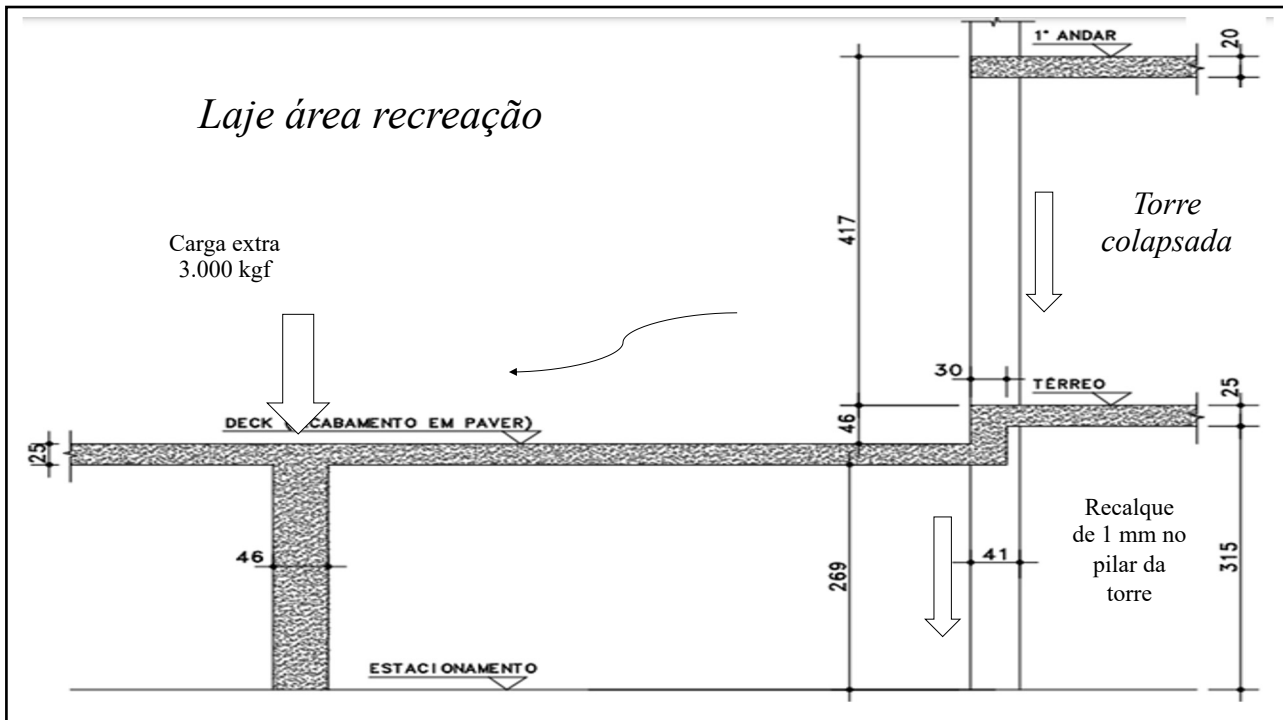 1° ANDAR
20
Laje área recreação
417
Torre
colapsada
Carga extra
3.000 kgf
30
TÉRREO
25
DECK (ACABAMENTO EM PAVER)
46
25
Recalque
de 1 mm no
pilar da
torre
46
269
41
315
ESTACIONAMENTO